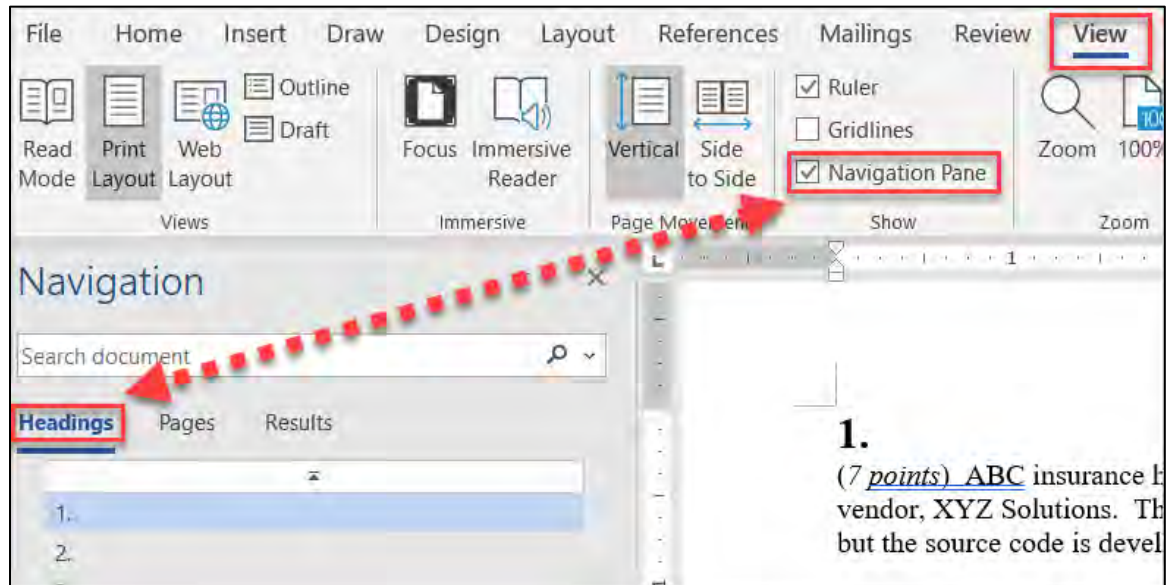 File Home Insert Draw Design Layout References Mailings Review View
Read Mode
Print Layout
Web Layout
Outline
Draft
Views
Focus
Immersive Reader
Immersive
Vertical
Side to Side
Page Movement
Ruler
Gridlines
Navigation Pane
Show
Zoom
100%
100
Zoom
Navigation
Search document
Headings Pages Results
1.
2.
L
1
1.
(7 points) ABC insurance
vendor, XYZ Solutions.
but the source code is